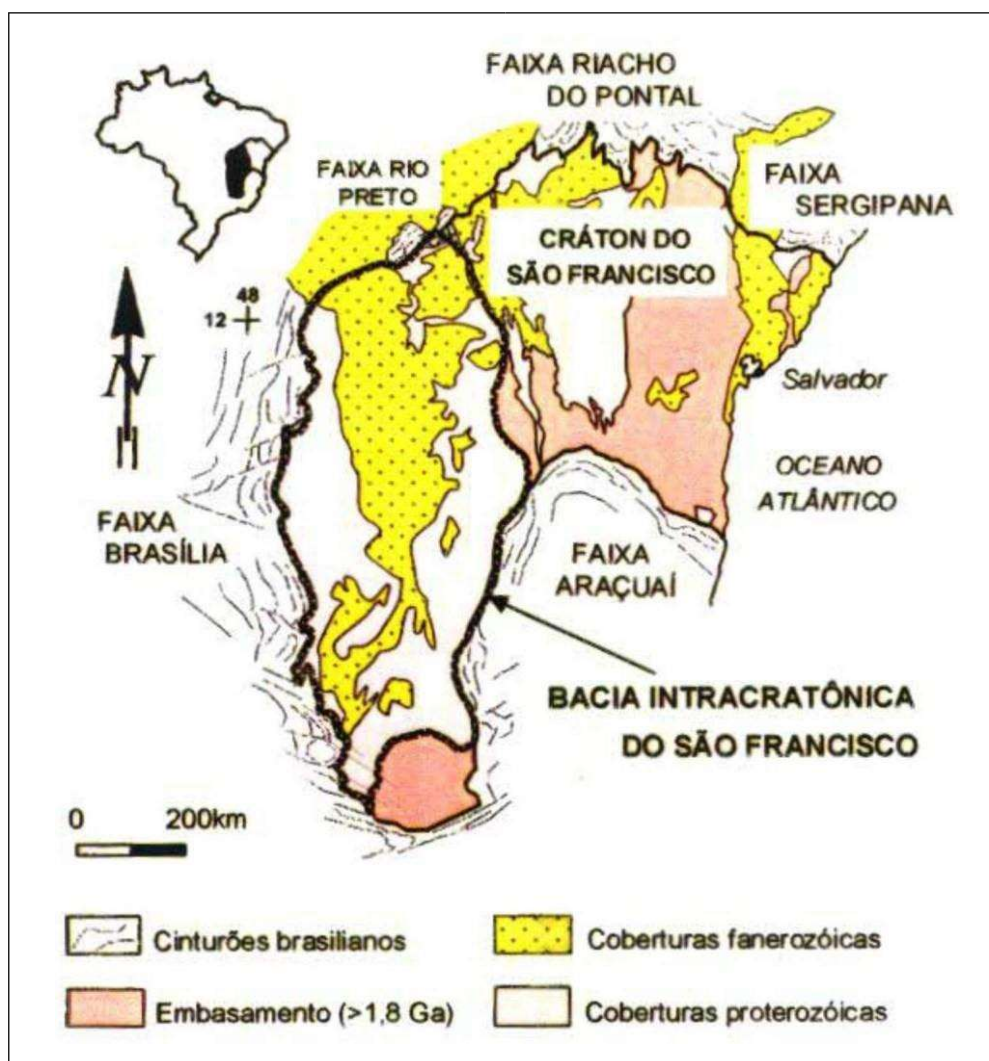 FAIXA RIACHO
DO PONTAL
FAIXA RIO
PRETO
FAIXA
SERGIPANA
CRÁTON DO
SÃO FRANCISCO
48
12
N
Salvador
OCEANO
ATLÂNTICO
FAIXA
BRASÍLIA
FAIXA
ARAÇUAÍ
BACIA INTRACRATÔNICA
DO SÃO FRANCISCO
0 200km
Cinturões brasilianos
Coberturas fanerozóicas
Embasamento (>1,8 Ga)
Coberturas proterozóicas